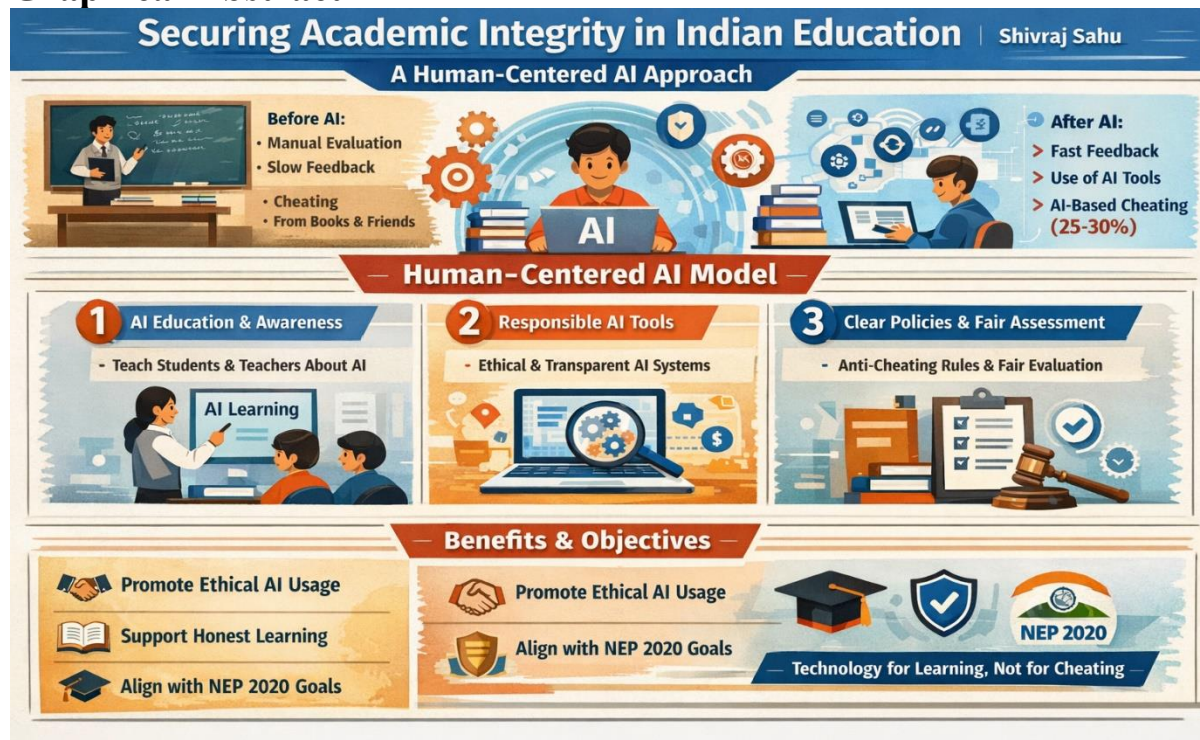 Securing Academic Integrity in Indian Education | Shivraj Sahu
A Human-Centered AI Approach
Before AI:
• Manual Evaluation
• Slow Feedback
• Cheating
• From Books & Friends
AI
After AI:
> Fast Feedback
> Use of AI Tools
> AI-Based Cheating
(25-30%)
Human-Centered AI Model
1 AI Education & Awareness
- Teach Students & Teachers About AI
AI Learning
2 Responsible AI Tools
- Ethical & Transparent AI Systems
$
3 Clear Policies & Fair Assessment
- Anti-Cheating Rules & Fair Evaluation
Benefits & Objectives
Promote Ethical AI Usage
Support Honest Learning
Align with NEP 2020 Goals
Promote Ethical AI Usage
Align with NEP 2020 Goals
NEP 2020
Technology for Learning, Not for Cheating